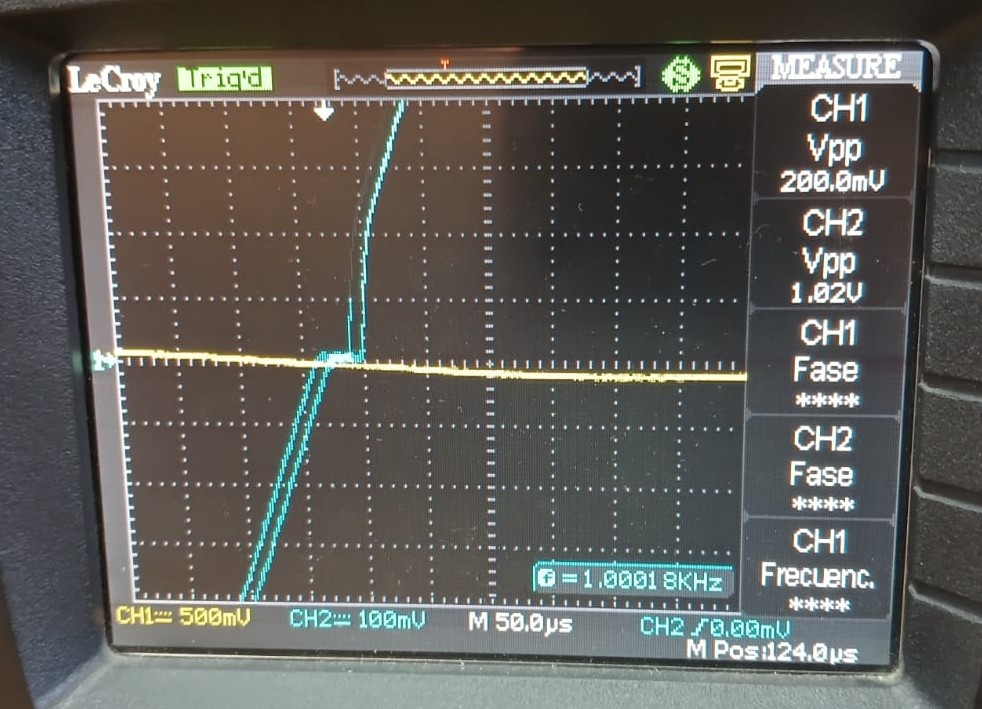 LeCroy Trig'd T S MEASURE
CH1
Vpp
200.0mV
CH2
Vpp
1.02V
CH1
Fase
****
CH2
Fase
****
CH1
Frecuenc.
****
1
f = 1.00018KHz
CH1 500mV CH2 100mV M 50.0µs CH2 0.00mV
M Pos:124.0µs